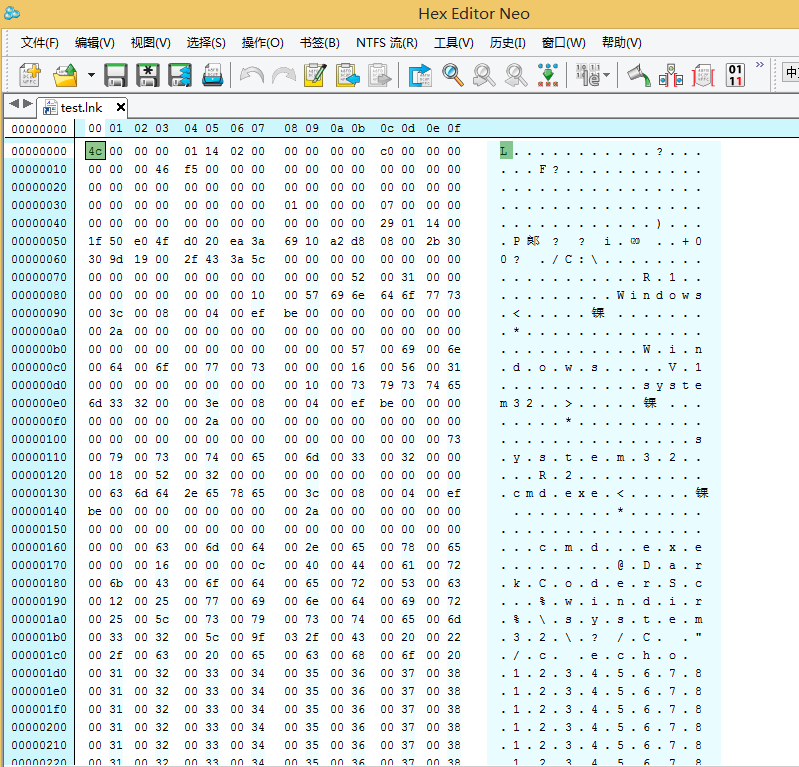 Hex Editor Neo
文件(F) 编辑(V) 视图(V) 选择(S) 操作(O) 书签(B) NTFS 流(R) 工具(V) 历史(I) 窗口(W) 帮助(V)
test.lnk
00000000 00 01 02 03 04 05 06 07 08 09 0a 0b 0c 0d 0e 0f
00000000 4c 00 00 00 01 14 02 00 00 00 00 00 c0 00 00 00 L...........?...
00000010 00 00 00 46 f5 00 00 00 00 00 00 00 00 00 00 00 ...F?...........
00000020 00 00 00 00 00 00 00 00 00 00 00 00 00 00 00 00 ................
00000030 00 00 00 00 00 00 00 00 01 00 00 00 07 00 00 00 ................
00000040 00 00 00 00 00 00 00 00 00 00 00 00 29 01 14 00 ............)...
00000050 1f 50 e0 4f d0 20 ea 3a 69 10 a2 d8 08 00 2b 30 .P郞? ? i.⒇..+0
00000060 30 9d 19 00 2f 43 3a 5c 00 00 00 00 00 00 00 00 0? ./C:\........
00000070 00 00 00 00 00 00 00 00 00 00 00 52 00 31 00 00 ...........R.1..
00000080 00 00 00 00 00 00 00 10 00 57 69 6e 64 6f 77 73 .........Windows
00000090 00 3c 00 08 00 04 00 ef be 00 00 00 00 00 00 00 .<.....锞.......
000000a0 00 2a 00 00 00 00 00 00 00 00 00 00 00 00 00 00 .*..............
000000b0 00 00 00 00 00 00 00 00 00 00 00 57 00 69 00 6e ...........W.i.n
000000c0 00 64 00 6f 00 77 00 73 00 00 00 16 00 56 00 31 .d.o.w.s.....V.1
000000d0 00 00 00 00 00 00 00 00 00 00 10 00 73 79 73 74 65 ...........syste
000000e0 6d 33 32 00 00 3e 00 08 00 04 00 ef be 00 00 00 m32..>.....锞...
000000f0 00 00 00 00 00 2a 00 00 00 00 00 00 00 00 00 00 .....*..........
00000100 00 00 00 00 00 00 00 00 00 00 00 00 00 00 00 73 ...............s
00000110 00 79 00 73 00 74 00 65 00 6d 00 33 00 32 00 00 .y.s.t.e.m.3.2..
00000120 00 18 00 52 00 32 00 00 00 00 00 00 00 00 00 00 ...R.2..........
00000130 00 63 6d 64 2e 65 78 65 00 3c 00 08 00 04 00 ef .cmd.exe.<.....锞
00000140 be 00 00 00 00 00 00 00 00 2a 00 00 00 00 00 00 .........*......
00000150 00 00 00 00 00 00 00 00 00 00 00 00 00 00 00 00 ................
00000160 00 00 00 63 00 6d 00 64 00 2e 00 65 00 78 00 65 ...c.m.d...e.x.e
00000170 00 00 00 16 00 00 00 0c 00 40 00 44 00 61 00 72 .........@.D.a.r
00000180 00 6b 00 43 00 6f 00 64 00 65 00 72 00 53 00 63 .k.C.o.d.e.r.S.c
00000190 00 12 00 25 00 77 00 69 00 6e 00 64 00 69 00 72 ...%.w.i.n.d.i.r
000001a0 00 25 00 5c 00 73 00 79 00 73 00 74 00 65 00 6d .%.\.s.y.s.t.e.m
000001b0 00 33 00 32 00 5c 00 9f 03 2f 00 43 00 20 00 22 .3.2.\.? /.C. ."
000001c0 00 2f 00 63 00 20 00 65 00 63 00 68 00 6f 00 20 ./.c. .e.c.h.o.
000001d0 00 31 00 32 00 33 00 34 00 35 00 36 00 37 00 38 .1.2.3.4.5.6.7.8
000001e0 00 31 00 32 00 33 00 34 00 35 00 36 00 37 00 38 .1.2.3.4.5.6.7.8
000001f0 00 31 00 32 00 33 00 34 00 35 00 36 00 37 00 38 .1.2.3.4.5.6.7.8
00000200 00 31 00 32 00 33 00 34 00 35 00 36 00 37 00 38 .1.2.3.4.5.6.7.8
00000210 00 31 00 32 00 33 00 34 00 35 00 36 00 37 00 38 .1.2.3.4.5.6.7.8
00000220 00 31 00 32 00 33 00 34 00 35 00 36 00 37 00 38 .1.2.3.4.5.6.7.8